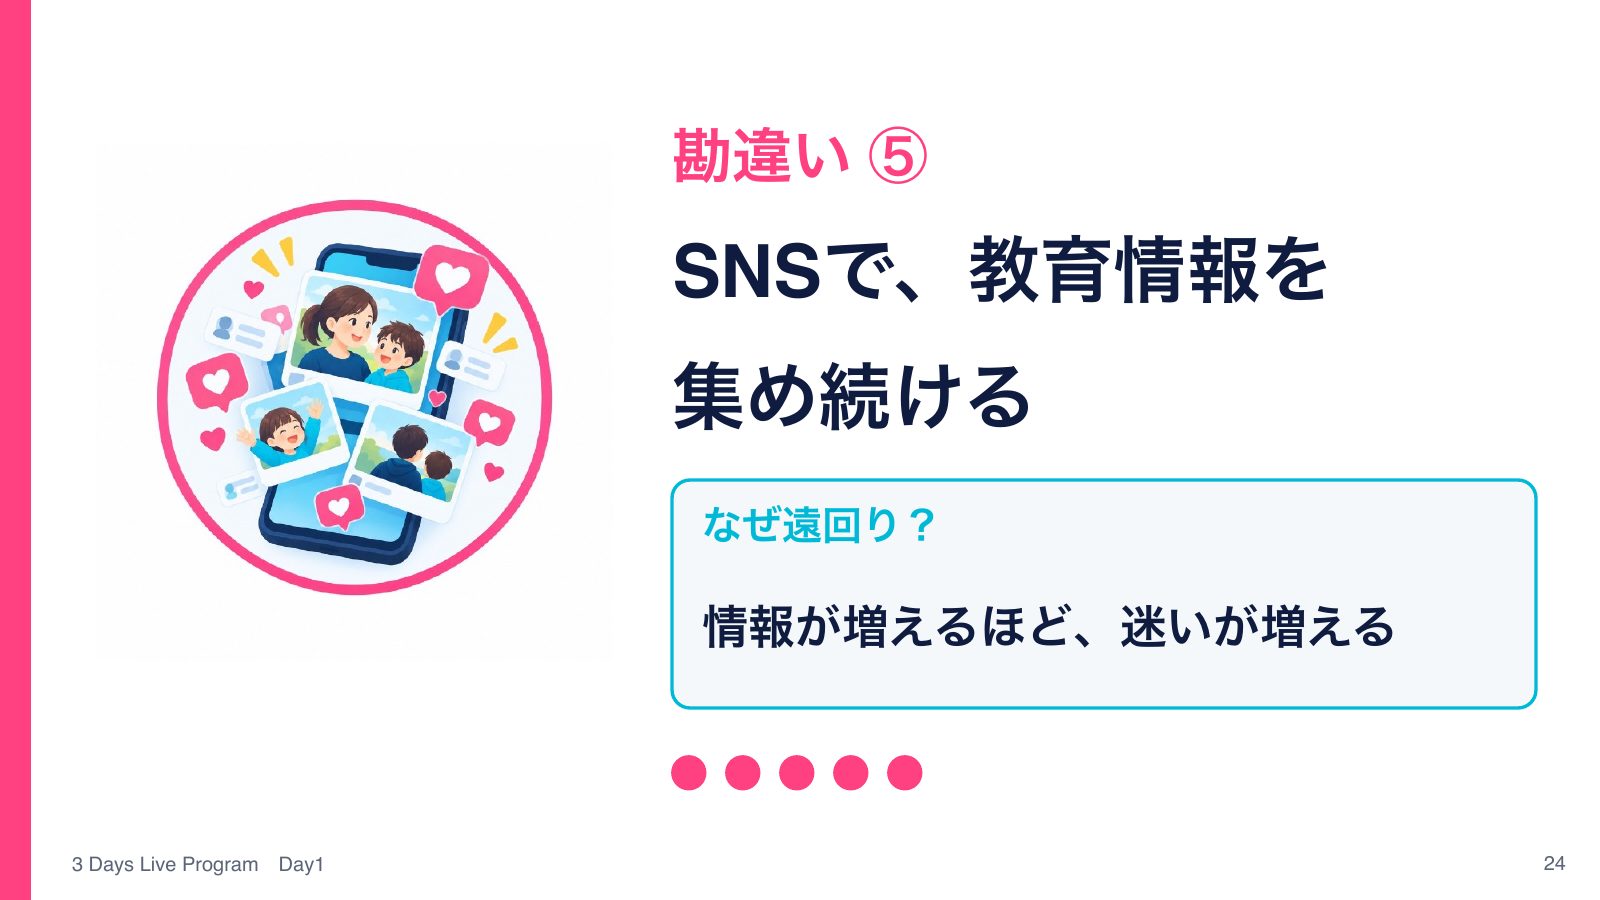 勘違い ⑤
SNSで、教育情報を
集め続ける
なぜ遠回り？
情報が増えるほど、迷いが増える
3 Days Live Program　Day1
24